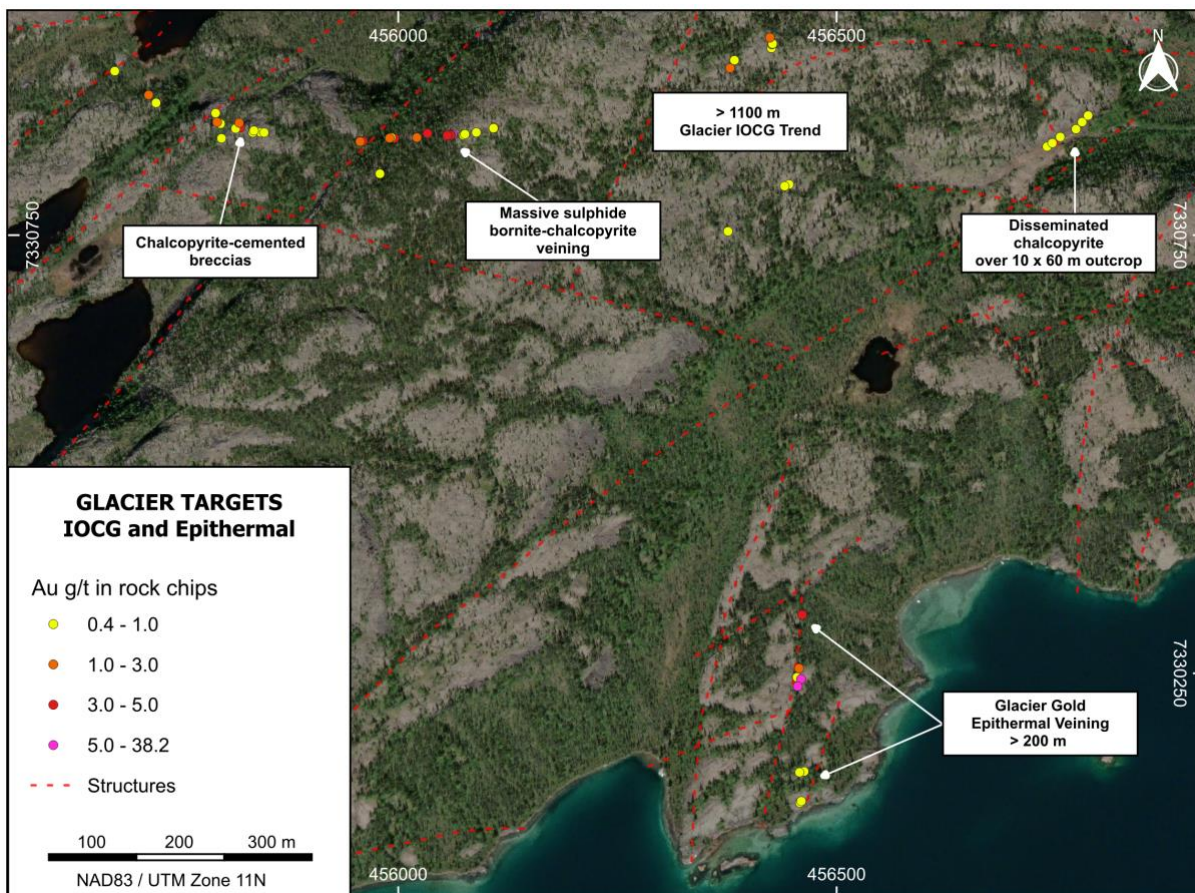 456000
456500
N
> 1100 m
Glacier IOCG Trend
7330750
Chalcopyrite-cemented
breccias
Massive sulphide
bornite-chalcopyrite
veining
Disseminated
chalcopyrite
over 10 x 60 m outcrop
7330750
GLACIER TARGETS
IOCG and Epithermal
Au g/t in rock chips
0.4 - 1.0
1.0 - 3.0
3.0 - 5.0
5.0 - 38.2
Structures
100 200 300 m
NAD83 / UTM Zone 11N
7330250
Glacier Gold
Epithermal Veining
> 200 m
456000
456500